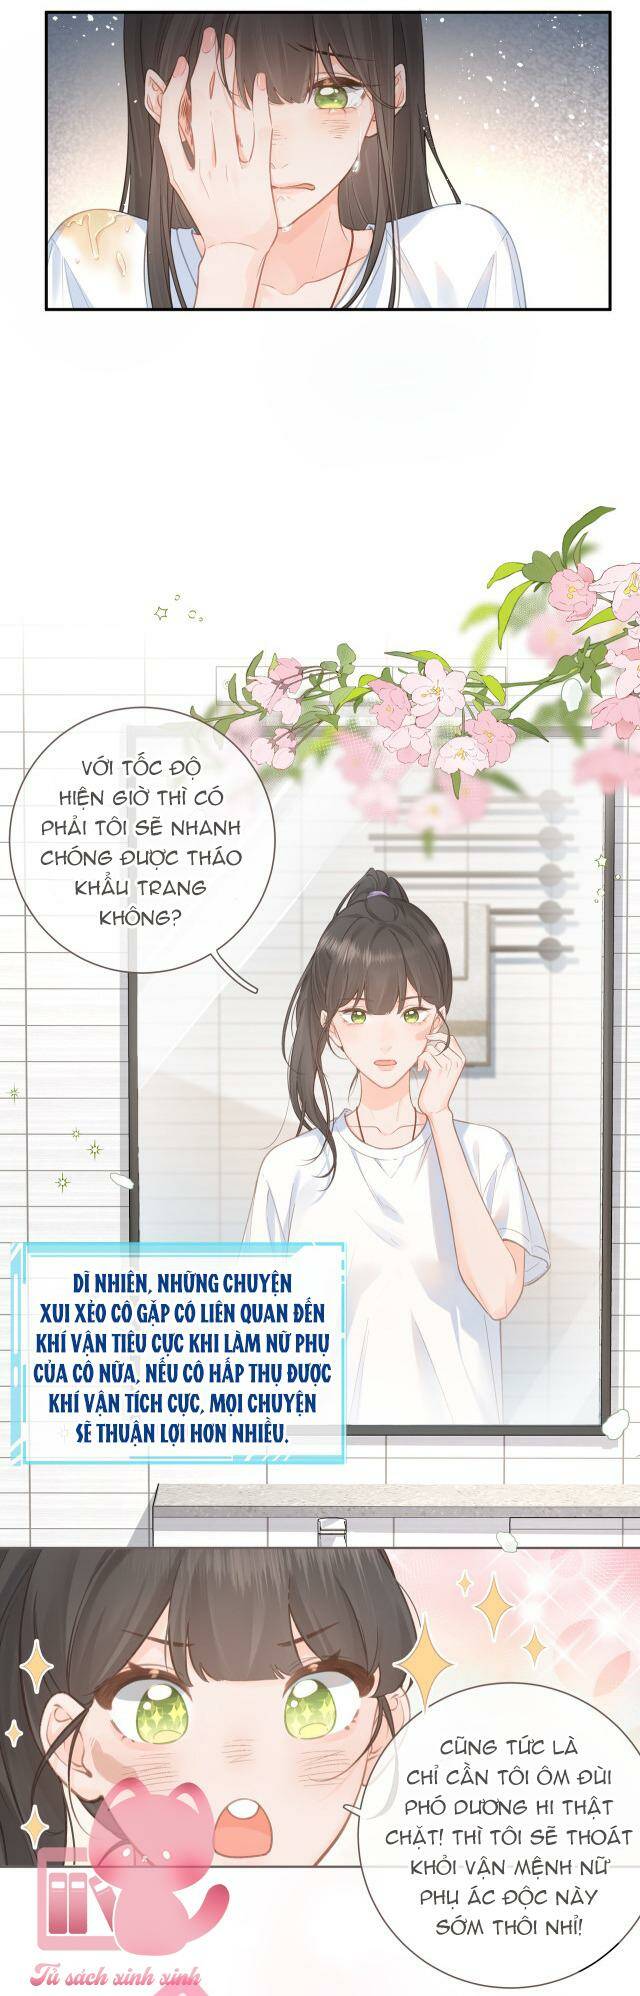 VỚI TỐC ĐỘ
HIỆN GIỜ THÌ CÓ
PHẢI TÔI SẼ NHANH
CHÓNG ĐƯỢC THÁO
KHẨU TRANG
KHÔNG?
DĨ NHIÊN, NHỮNG CHUYỆN
XUI XẺO CÔ GẶP CÓ LIÊN QUAN ĐẾN
KHÍ VẬN TIÊU CỰC KHI LÀM NỮ PHỤ
CỦA CÔ NỮA, NẾU CÔ HẤP THỤ ĐƯỢC
KHÍ VẬN TÍCH CỰC, MỌI CHUYỆN
SẼ THUẬN LỢI HƠN NHIỀU.
CŨNG TỨC LÀ
CHỈ CẦN TÔI ÔM ĐÙI
PHÓ DƯƠNG HI THẬT
CHẶT! THÌ TÔI SẼ THOÁT
KHỎI VẬN MỆNH NỮ
PHỤ ÁC ĐỘC NÀY
SỚM THÔI NHỈ!
Tủ sách xinh xinh